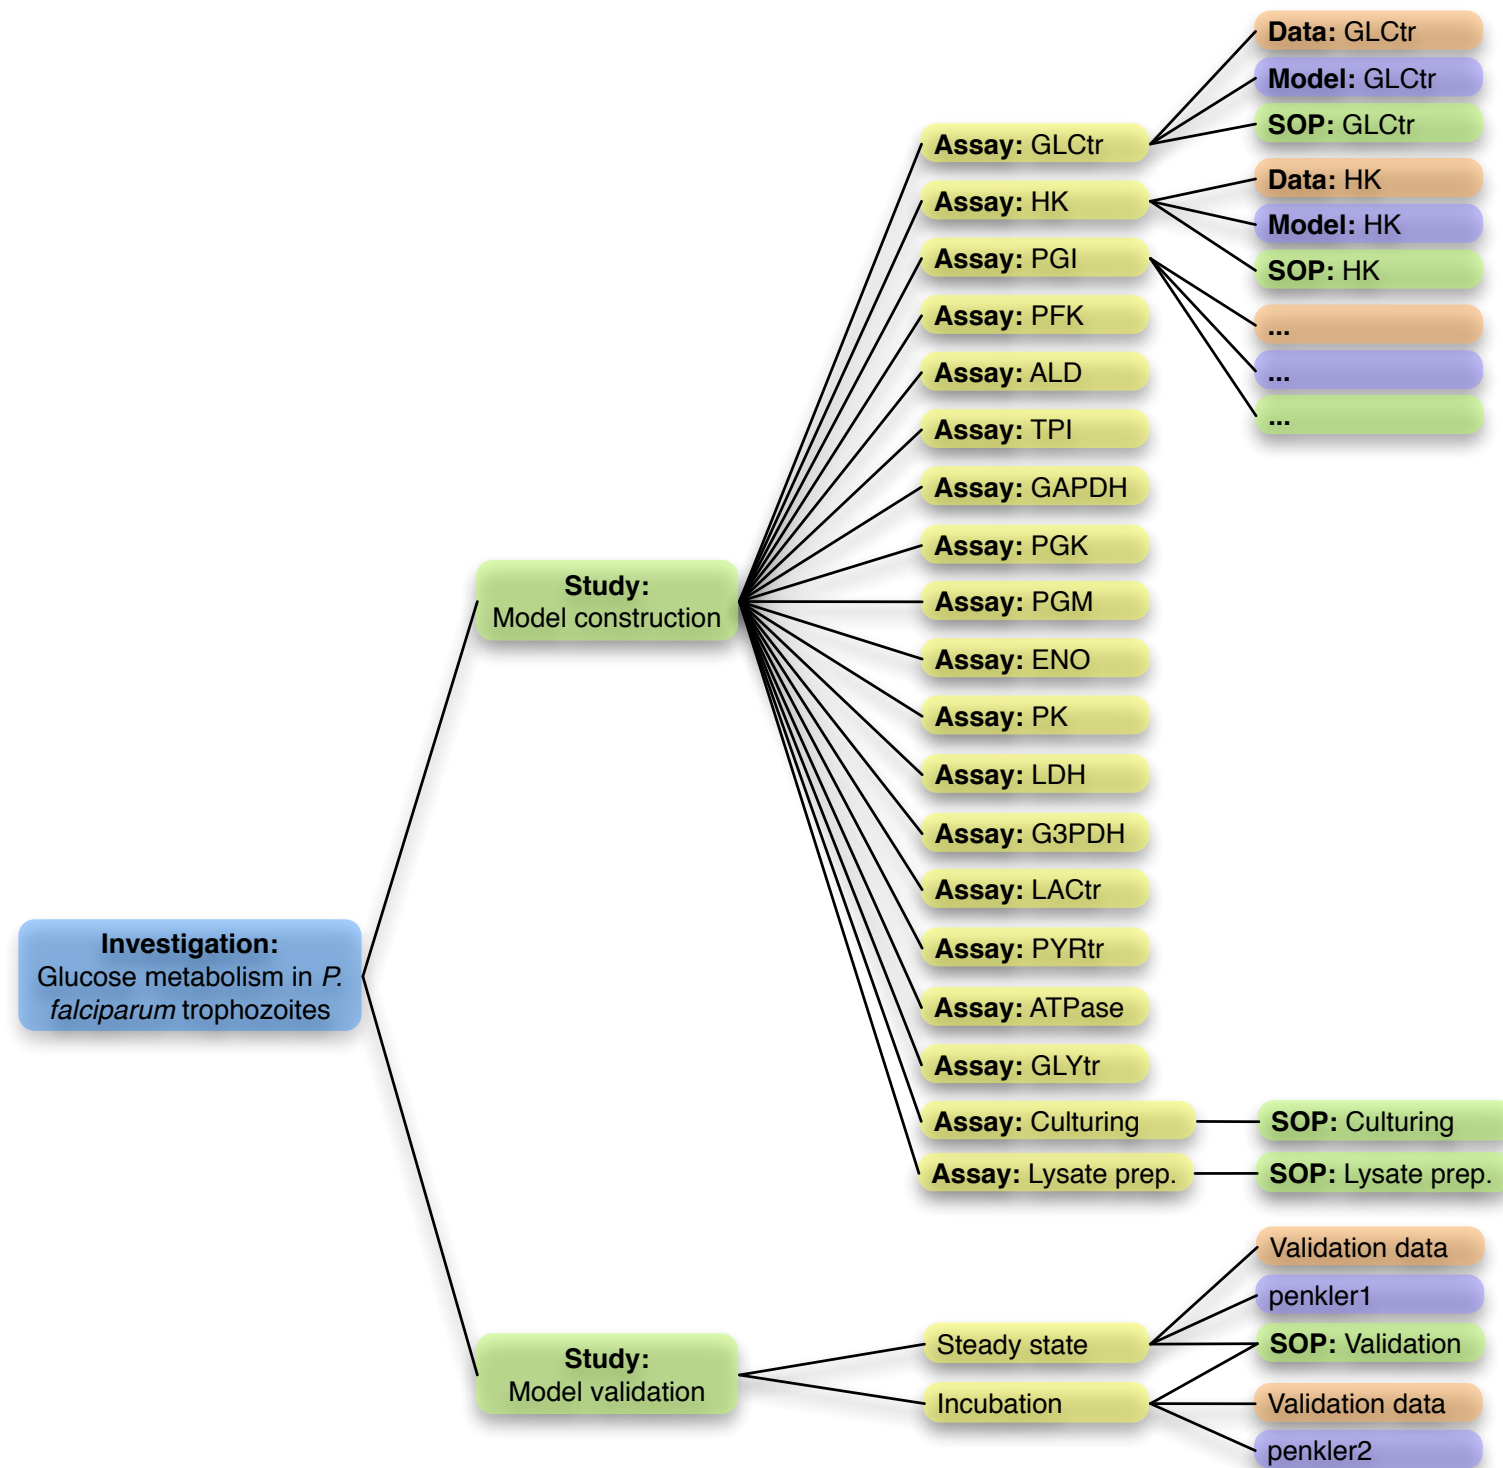 Investigation:
Glucose metabolism in P.
falciparum trophozoites
Study:
Model construction
Assay: GLCtr
Assay: HK
Assay: PGI
Assay: PFK
Assay: ALD
Assay: TPI
Assay: GAPDH
Assay: PGK
Assay: PGM
Assay: ENO
Assay: PK
Assay: LDH
Assay: G3PDH
Assay: LACtr
Assay: PYRtr
Assay: ATPase
Assay: GLYtr
Assay: Culturing
Assay: Lysate prep.
Data: GLCtr
Model: GLCtr
SOP: GLCtr
Data: HK
Model: HK
SOP: HK
...
...
...
SOP: Culturing
SOP: Lysate prep.
Study:
Model validation
Steady state
Incubation
Validation data
penkler1
SOP: Validation
Validation data
penkler2